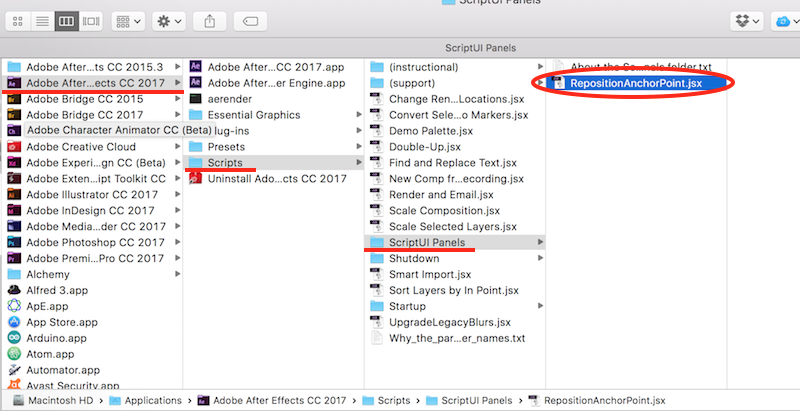 ScriptUI Panels
ScriptUI Panels
Adobe After...ts CC 2015.3
Adobe After...ects CC 2017
Adobe Bridge CC 2015
Adobe Bridge CC 2017
Adobe Character Animator CC (Beta)
Adobe Creative Cloud
Adobe Experi...gn CC (Beta)
Adobe Exten...ipt Toolkit CC
Adobe Illustrator CC 2017
Adobe InDesign CC 2017
Adobe Media...der CC 2017
Adobe Photoshop CC 2017
Adobe Premi...Pro CC 2017
Alchemy
Alfred 3.app
ApE.app
App Store.app
Arduino.app
Atom.app
Automator.app
Avast Security.app
Adobe After...CC 2017.app
Adobe After...er Engine.app
aerender
Essential Graphics
lug-ins
Presets
Scripts
Uninstall Ado...cts CC 2017
(instructional)
(support)
Change Ren...Locations.jsx
Convert Selec...o Markers.jsx
Demo Palette.jsx
Double-Up.jsx
Find and Replace Text.jsx
New Comp fr...ecording.jsx
Render and Email.jsx
Scale Composition.jsx
Scale Selected Layers.jsx
ScriptUI Panels
Shutdown
Smart Import.jsx
Sort Layers by In Point.jsx
Startup
UpgradeLegacyBlurs.jsx
Why_the_par...er_names.txt
About the Sc...nels folder.txt
RepositionAnchorPoint.jsx
Macintosh HD Applications Adobe After Effects CC 2017 Scripts ScriptUI Panels RepositionAnchorPoint.jsx